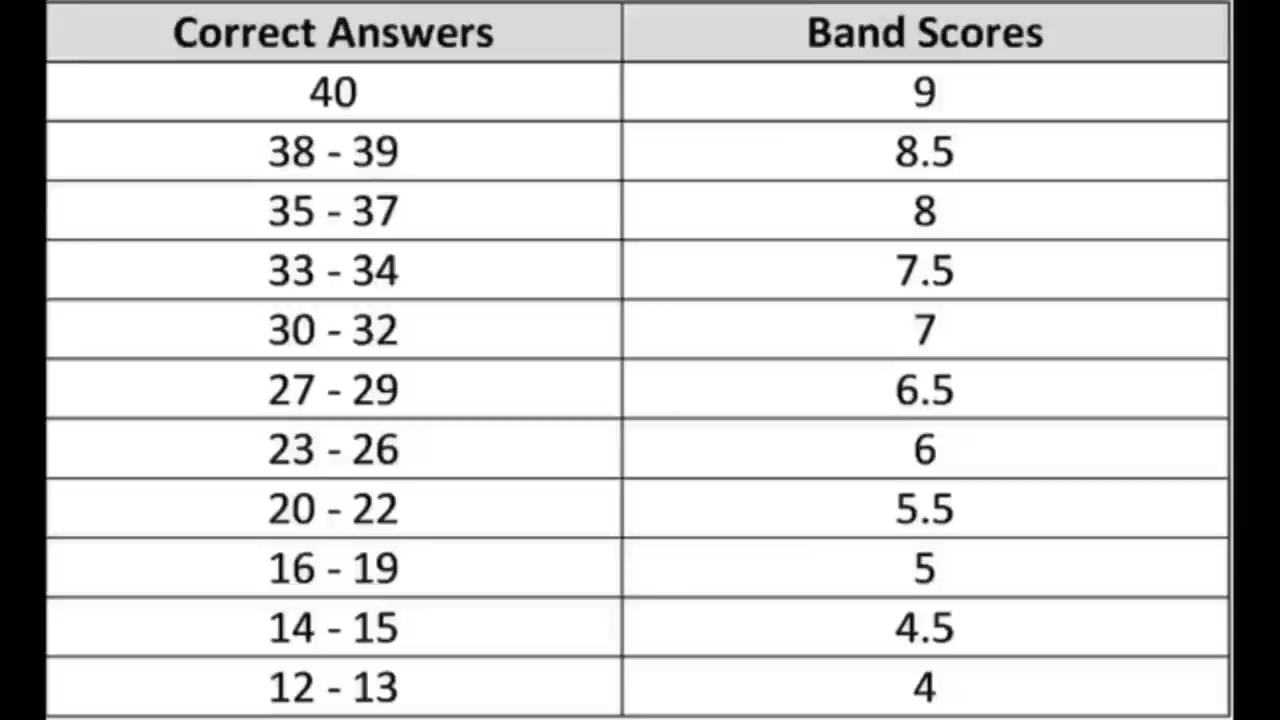 Correct Answers Band Scores
40 9
38 - 39 8.5
35 - 37 8
33 - 34 7.5
30 - 32 7
27 - 29 6.5
23 - 26 6
20 - 22 5.5
16 - 19 5
14 - 15 4.5
12 - 13 4